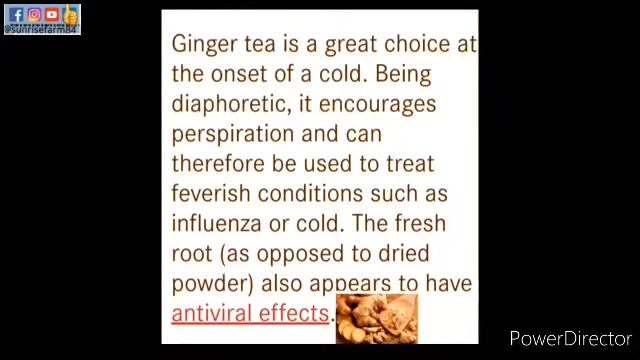 @sunrisefarm84
Ginger tea is a great choice at
the onset of a cold. Being
diaphoretic, it encourages
perspiration and can
therefore be used to treat
feverish conditions such as
influenza or cold. The fresh
root (as opposed to dried
powder) also appears to have
antiviral effects.
PowerDirector